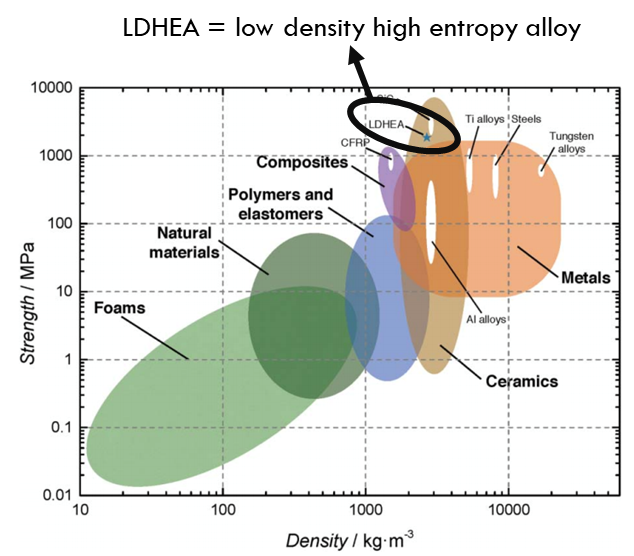 LDHEA = low density high entropy alloy
10000
1000
100
10
1
0.1
0.01
Strength / MPa
LDHEA
CFRP
Ti alloys
Steels
Tungsten
alloys
Composites
Polymers and
elastomers
Natural
materials
Foams
Metals
Al alloys
Ceramics
10
100
1000
10000
Density / kg·m-3